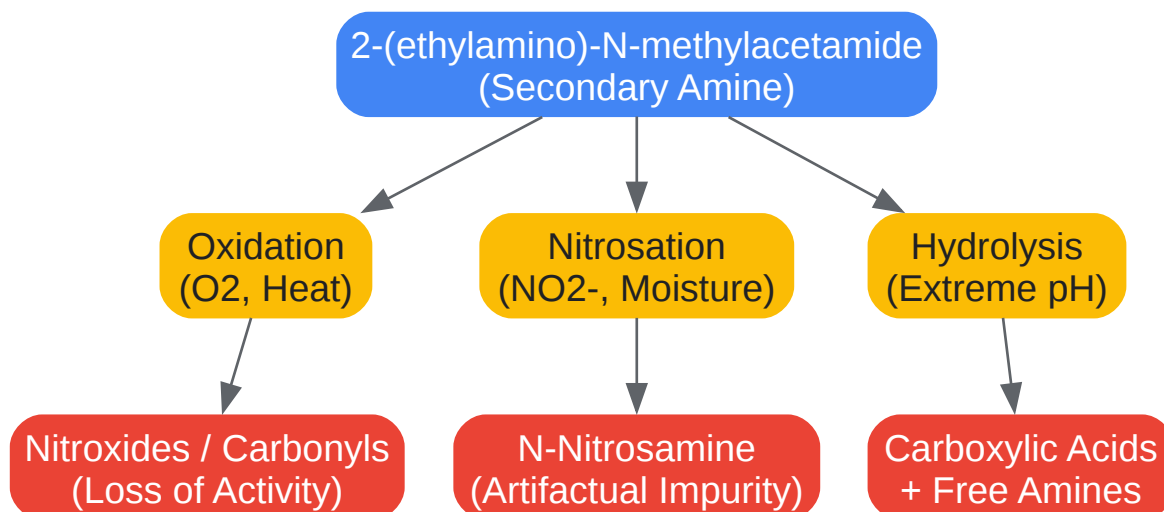 2-(ethylamino)-N-methylacetamide
(Secondary Amine)
Oxidation
(O2, Heat)
Nitrosation
(NO2-, Moisture)
Hydrolysis
(Extreme pH)
Nitroxides / Carbonyls
(Loss of Activity)
N-Nitrosamine
(Artifactual Impurity)
Carboxylic Acids
+ Free Amines